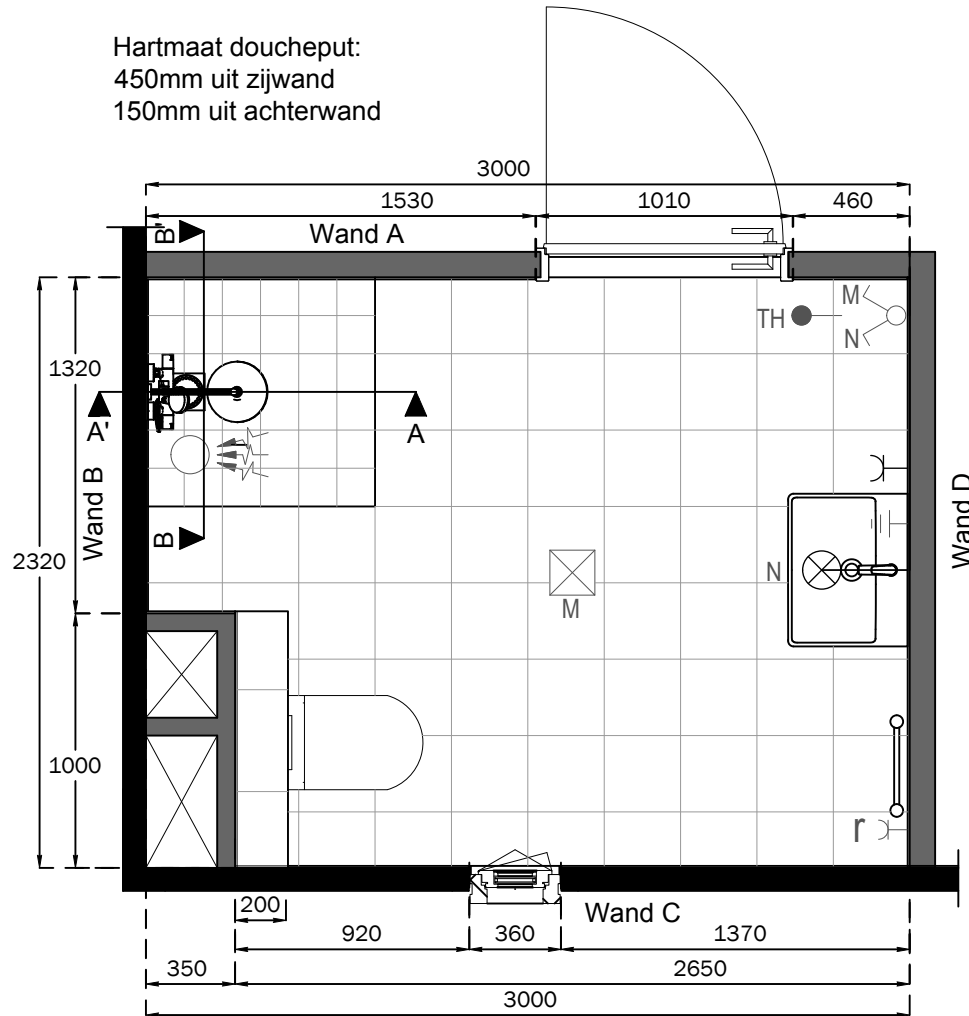 Hartmaat doucheput:
450mm uit zijwand
150mm uit achterwand
3000
1530
1010
460
B'
Wand A
M
TH
N
1320
A'
A
Wand B
2320
B
Wand D
N
M
1000
r
200
Wand C
920
360
1370
350
2650
3000